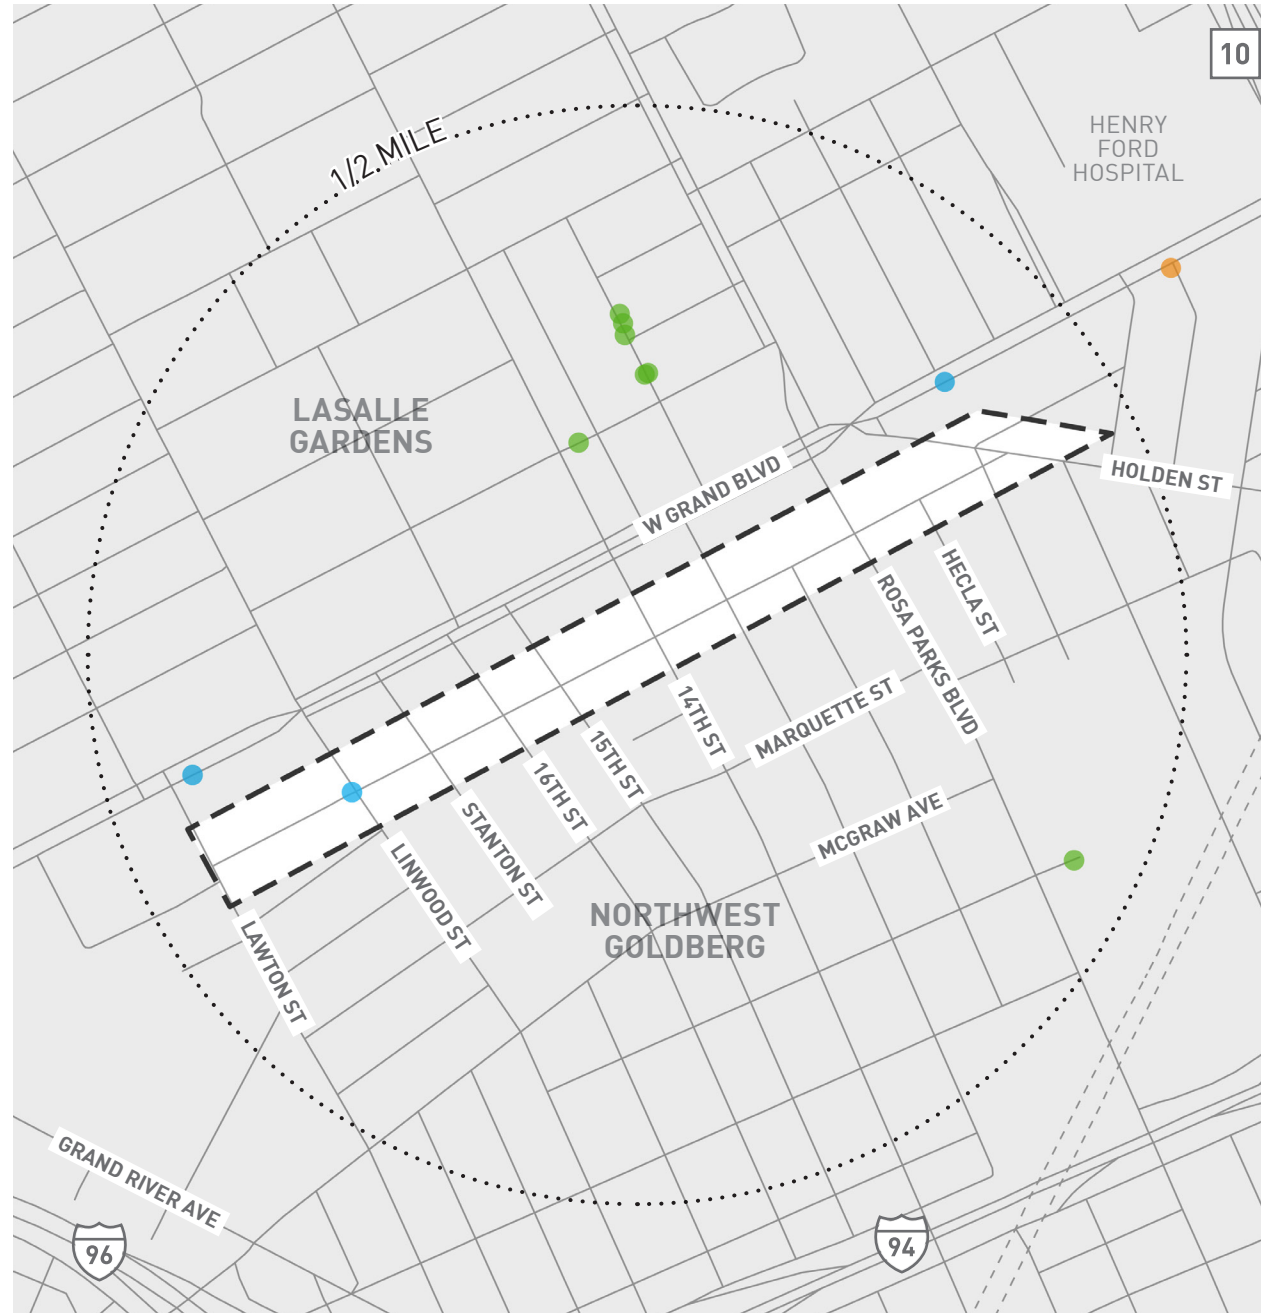 10
1/2 MILE
HENRY
FORD
HOSPITAL
LASALLE
GARDENS
W GRAND BLVD
HOLDEN ST
HECLA ST
ROSA PARKS BLVD
14TH ST
MARQUETTE ST
15TH ST
16TH ST
STANTON ST
MCGRAW AVE
LINWOOD ST
NORTHWEST
GOLDBERG
LAWTON ST
GRAND RIVER AVE
96
94